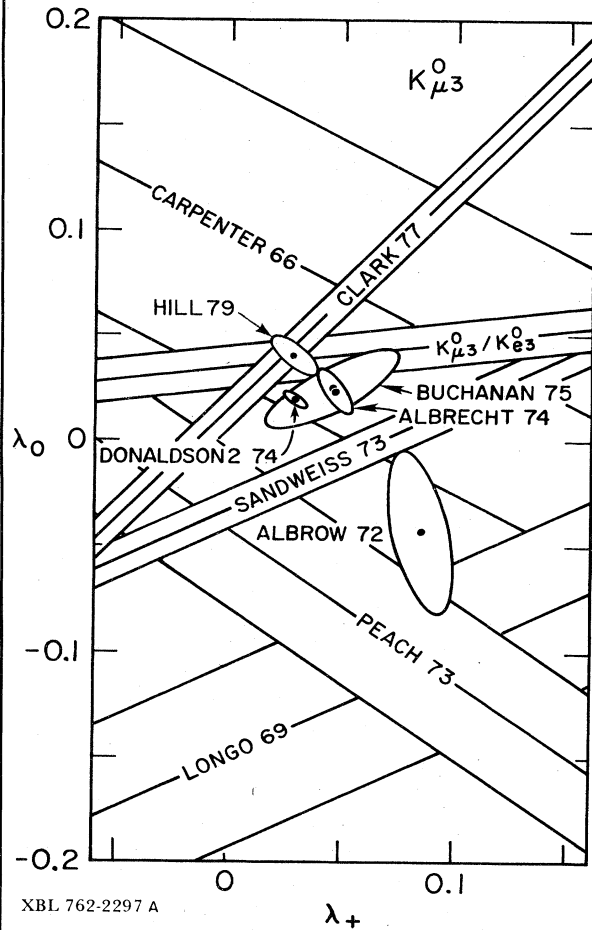 0.2
K⁰μ3
CARPENTER 66
0.1
CLARK 77
HILL 79
K⁰μ3/K⁰e3
BUCHANAN 75
ALBRECHT 74
λ₀ 0
DONALDSON2 74
SANDWEISS 73
ALBROW 72
PEACH 73
-0.1
LONGO 69
-0.2
0 0.1
XBL 762-2297 A
λ₊